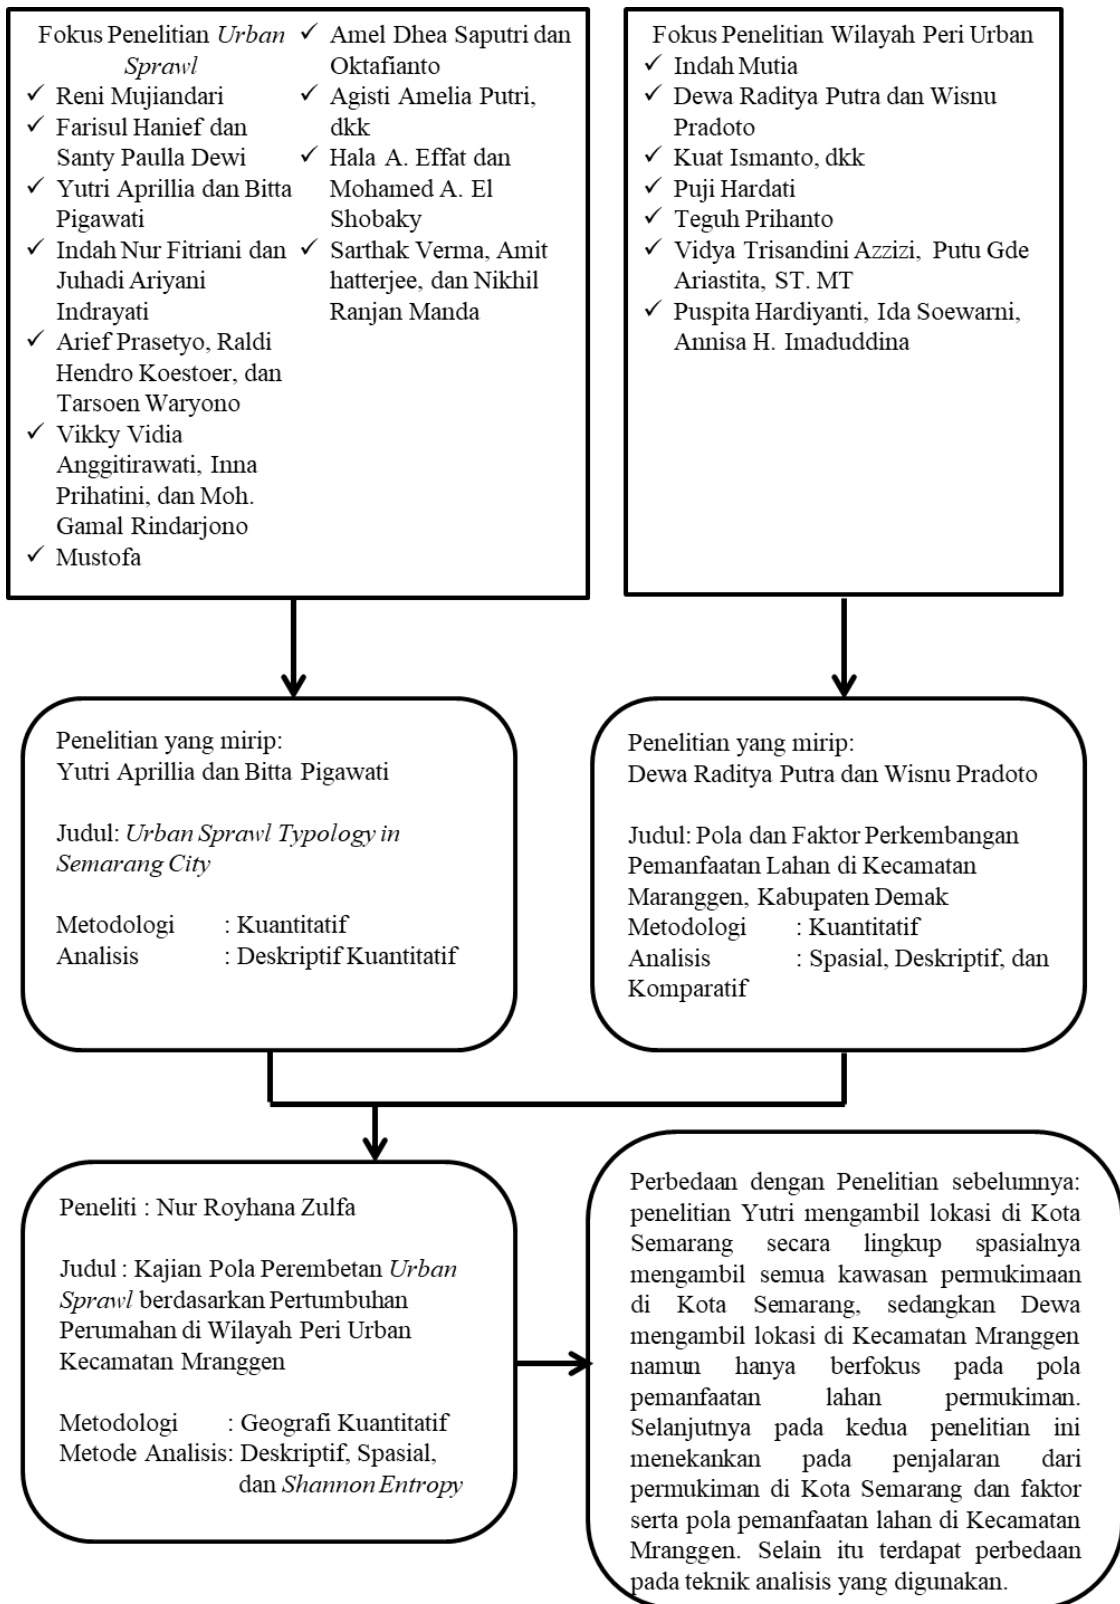 Fokus Penelitian Urban
Sprawl
✓ Reni Mujiandari
✓ Farisul Hanief dan
Santy Paulla Dewi
✓ Yutri Aprillia dan Bitta
Pigawati
✓ Indah Nur Fitriani dan
Juhadi Ariyani
Indrayati
✓ Arief Prasetyo, Raldi
Hendro Koestoer, dan
Tarsoen Waryono
✓ Vikky Vidia
Anggitirawati, Inna
Prihatini, dan Moh.
Gamal Rindarjono
✓ Mustofa
✓ Amel Dhea Saputri dan
Oktafianto
✓ Agisti Amelia Putri,
dkk
✓ Hala A. Effat dan
Mohamed A. El
Shobaky
✓ Sarthak Verma, Amit
hatterjee, dan Nikhil
Ranjan Manda
Fokus Penelitian Wilayah Peri Urban
✓ Indah Mutia
✓ Dewa Raditya Putra dan Wisnu
Pradoto
✓ Kuat Ismanto, dkk
✓ Puji Hardati
✓ Teguh Prihanto
✓ Vidya Trisandini Azzizi, Putu Gde
Ariastita, ST. MT
✓ Puspita Hardiyanti, Ida Soewarni,
Annisa H. Imaduddina
Penelitian yang mirip:
Yutri Aprillia dan Bitta Pigawati
Judul: Urban Sprawl Typology in
Semarang City
Metodologi : Kuantitatif
Analisis : Deskriptif Kuantitatif
Penelitian yang mirip:
Dewa Raditya Putra dan Wisnu Pradoto
Judul: Pola dan Faktor Perkembangan
Pemanfaatan Lahan di Kecamatan
Maranggen, Kabupaten Demak
Metodologi : Kuantitatif
Analisis : Spasial, Deskriptif, dan
Komparatif
Peneliti : Nur Royhana Zulfa
Judul : Kajian Pola Perembetan Urban
Sprawl berdasarkan Pertumbuhan
Perumahan di Wilayah Peri Urban
Kecamatan Mranggen
Metodologi : Geografi Kuantitatif
Metode Analisis: Deskriptif, Spasial,
dan Shannon Entropy
Perbedaan dengan Penelitian sebelumnya:
penelitian Yutri mengambil lokasi di Kota
Semarang secara lingkup spasialnya
mengambil semua kawasan permukimaan
di Kota Semarang, sedangkan Dewa
mengambil lokasi di Kecamatan Mranggen
namun hanya berfokus pada pola
pemanfaatan lahan permukiman.
Selanjutnya pada kedua penelitian ini
menekankan pada penjalaran dari
permukiman di Kota Semarang dan faktor
serta pola pemanfaatan lahan di Kecamatan
Mranggen. Selain itu terdapat perbedaan
pada teknik analisis yang digunakan.